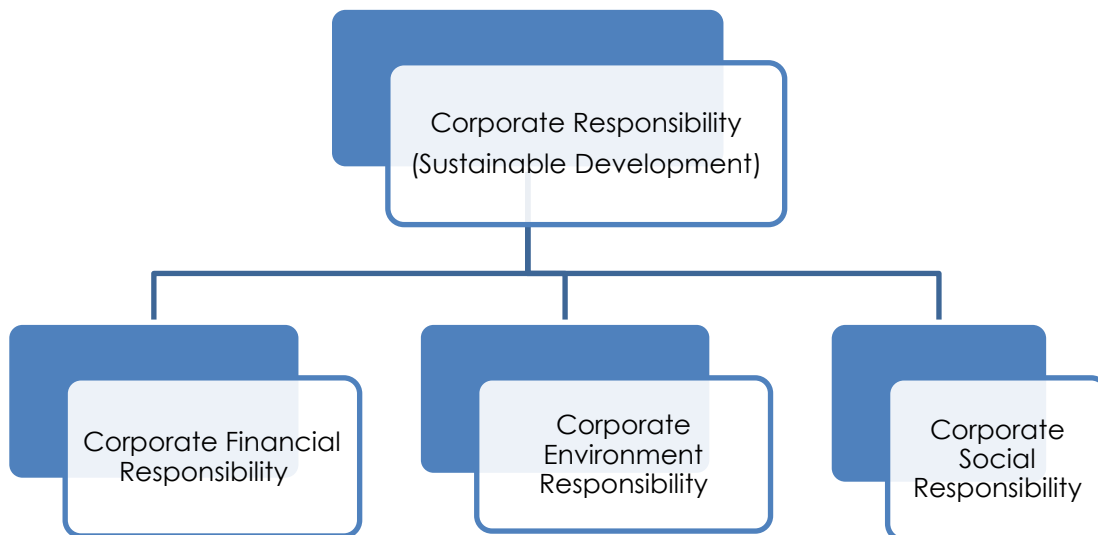 Corporate Responsibility
(Sustainable Development)
Corporate Financial
Responsibility
Corporate
Environment
Responsibility
Corporate
Social
Responsibility